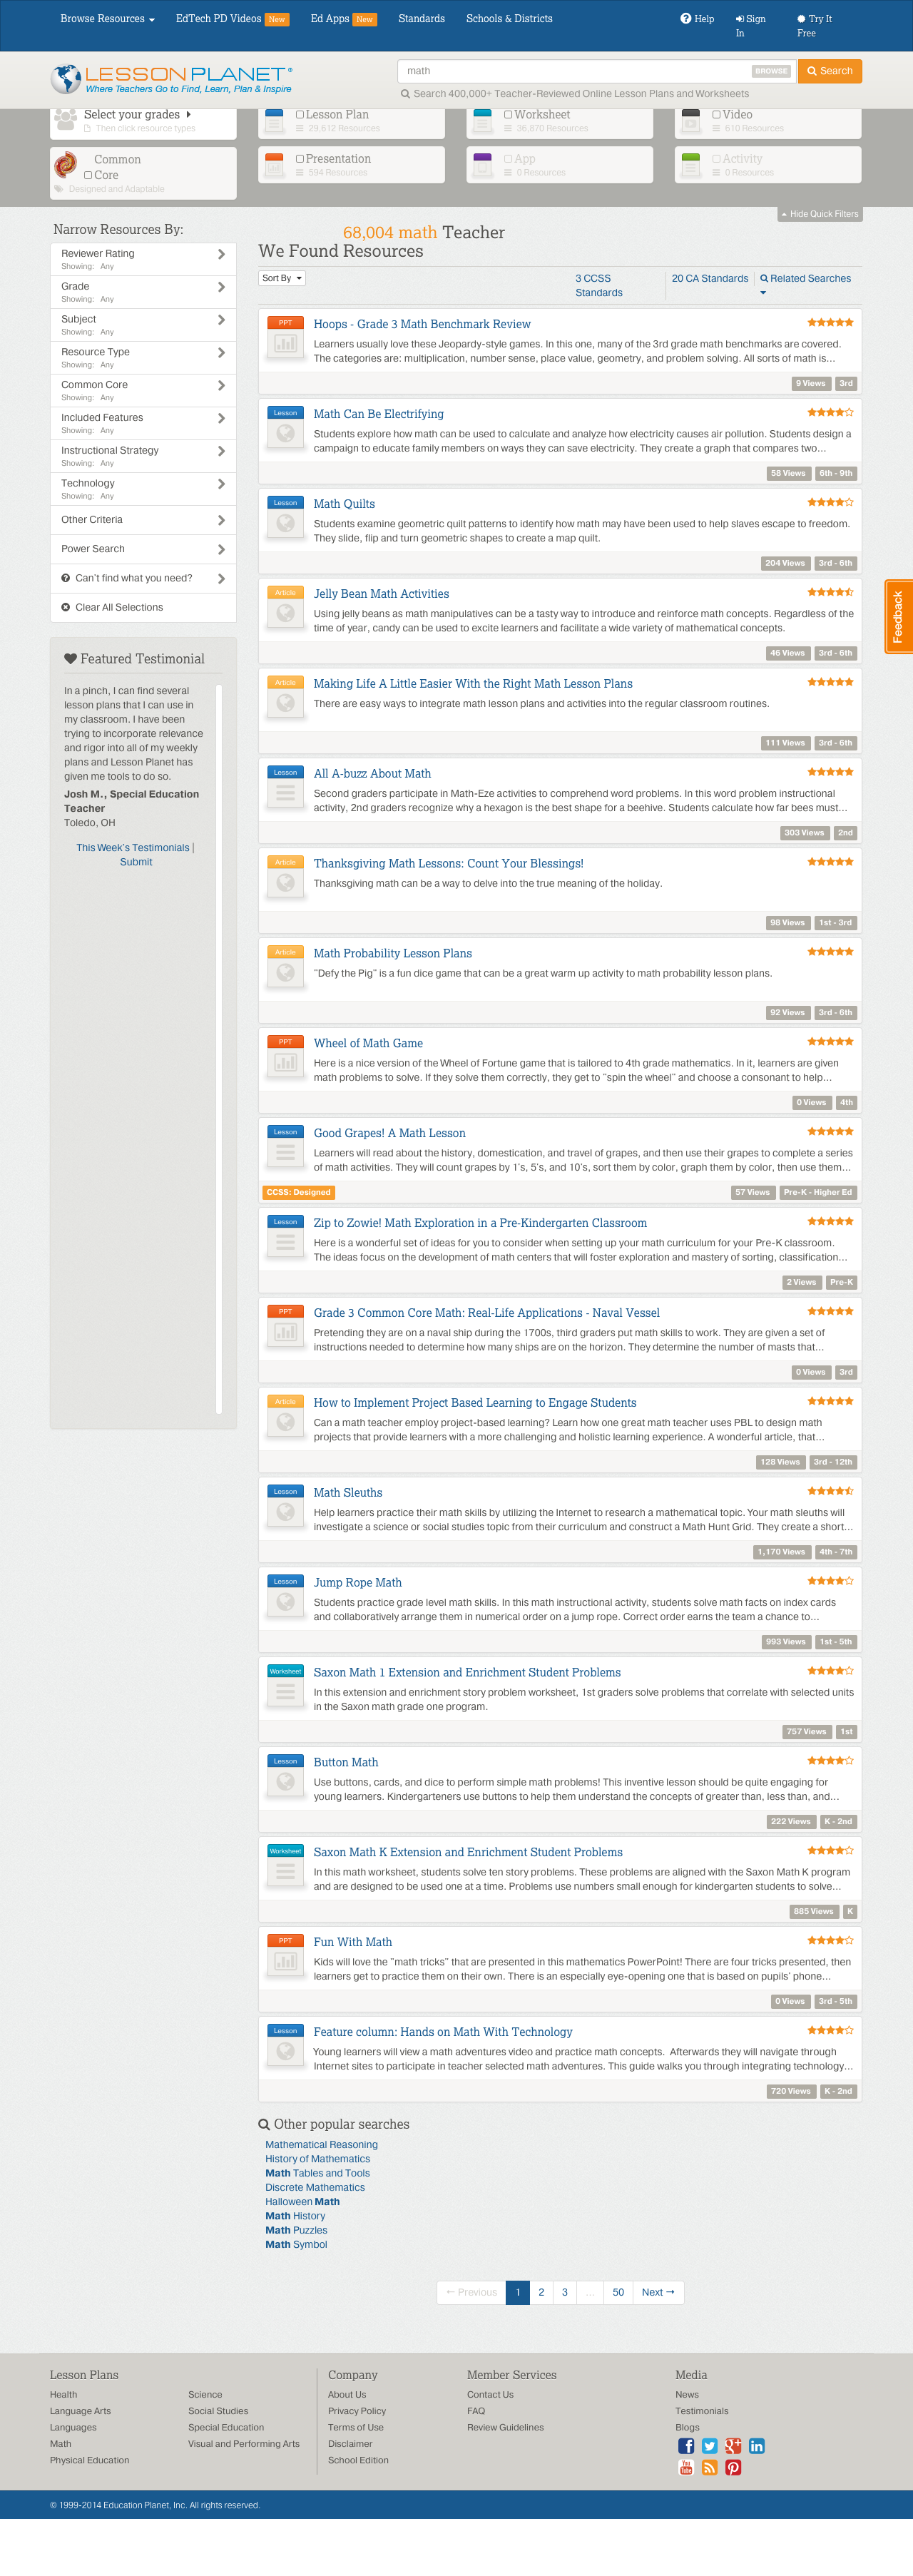 Browse Resources
EdTech PD Videos New
Ed Apps New
Standards
Schools & Districts
Help
Sign In
Try It Free
LESSON PLANET®
Where Teachers Go to Find, Learn, Plan & Inspire
math BROWSE Search
Search 400,000+ Teacher-Reviewed Online Lesson Plans and Worksheets
Select your grades
Then click resource types
Lesson Plan
29,612 Resources
Worksheet
36,870 Resources
Video
610 Resources
Common Core
Designed and Adaptable
Presentation
594 Resources
App
0 Resources
Activity
0 Resources
Hide Quick Filters
Narrow Resources By:
Reviewer Rating
Showing: Any
Grade
Showing: Any
Subject
Showing: Any
Resource Type
Showing: Any
Common Core
Showing: Any
Included Features
Showing: Any
Instructional Strategy
Showing: Any
Technology
Showing: Any
Other Criteria
Power Search
Can't find what you need?
Clear All Selections
Featured Testimonial
In a pinch, I can find several
lesson plans that I can use in
my classroom. I have been
trying to incorporate relevance
and rigor into all of my weekly
plans and Lesson Planet has
given me tools to do so.
Josh M., Special Education
Teacher
Toledo, OH
This Week's Testimonials |
Submit
68,004 math Teacher
We Found Resources
Sort By
3 CCSS
Standards
20 CA Standards
Related Searches
PPT
Hoops - Grade 3 Math Benchmark Review
Learners usually love these Jeopardy-style games. In this one, many of the 3rd grade math benchmarks are covered.
The categories are: multiplication, number sense, place value, geometry, and problem solving. All sorts of math is...
9 Views 3rd
Lesson
Math Can Be Electrifying
Students explore how math can be used to calculate and analyze how electricity causes air pollution. Students design a
campaign to educate family members on ways they can save electricity. They create a graph that compares two...
58 Views 6th - 9th
Lesson
Math Quilts
Students examine geometric quilt patterns to identify how math may have been used to help slaves escape to freedom.
They slide, flip and turn geometric shapes to create a map quilt.
204 Views 3rd - 6th
Article
Jelly Bean Math Activities
Using jelly beans as math manipulatives can be a tasty way to introduce and reinforce math concepts. Regardless of the
time of year, candy can be used to excite learners and facilitate a wide variety of mathematical concepts.
46 Views 3rd - 6th
Feedback
Article
Making Life A Little Easier With the Right Math Lesson Plans
There are easy ways to integrate math lesson plans and activities into the regular classroom routines.
111 Views 3rd - 6th
Lesson
All A-buzz About Math
Second graders participate in Math-Eze activities to comprehend word problems. In this word problem instructional
activity, 2nd graders recognize why a hexagon is the best shape for a beehive. Students calculate how far bees must...
303 Views 2nd
Article
Thanksgiving Math Lessons: Count Your Blessings!
Thanksgiving math can be a way to delve into the true meaning of the holiday.
98 Views 1st - 3rd
Article
Math Probability Lesson Plans
"Defy the Pig" is a fun dice game that can be a great warm up activity to math probability lesson plans.
92 Views 3rd - 6th
PPT
Wheel of Math Game
Here is a nice version of the Wheel of Fortune game that is tailored to 4th grade mathematics. In it, learners are given
math problems to solve. If they solve them correctly, they get to "spin the wheel" and choose a consonant to help...
0 Views 4th
Lesson
Good Grapes! A Math Lesson
Learners will read about the history, domestication, and travel of grapes, and then use their grapes to complete a series
of math activities. They will count grapes by 1's, 5's, and 10's, sort them by color, graph them by color, then use them...
CCSS: Designed 57 Views Pre-K - Higher Ed
Lesson
Zip to Zowie! Math Exploration in a Pre-Kindergarten Classroom
Here is a wonderful set of ideas for you to consider when setting up your math curriculum for your Pre-K classroom.
The ideas focus on the development of math centers that will foster exploration and mastery of sorting, classification...
2 Views Pre-K
PPT
Grade 3 Common Core Math: Real-Life Applications - Naval Vessel
Pretending they are on a naval ship during the 1700s, third graders put math skills to work. They are given a set of
instructions needed to determine how many ships are on the horizon. They determine the number of masts that...
0 Views 3rd
Article
How to Implement Project Based Learning to Engage Students
Can a math teacher employ project-based learning? Learn how one great math teacher uses PBL to design math
projects that provide learners with a more challenging and holistic learning experience. A wonderful article, that...
128 Views 3rd - 12th
Lesson
Math Sleuths
Help learners practice their math skills by utilizing the Internet to research a mathematical topic. Your math sleuths will
investigate a science or social studies topic from their curriculum and construct a Math Hunt Grid. They create a short...
1,170 Views 4th - 7th
Lesson
Jump Rope Math
Students practice grade level math skills. In this math instructional activity, students solve math facts on index cards
and collaboratively arrange them in numerical order on a jump rope. Correct order earns the team a chance to...
993 Views 1st - 5th
Worksheet
Saxon Math 1 Extension and Enrichment Student Problems
In this extension and enrichment story problem worksheet, 1st graders solve problems that correlate with selected units
in the Saxon math grade one program.
757 Views 1st
Lesson
Button Math
Use buttons, cards, and dice to perform simple math problems! This inventive lesson should be quite engaging for
young learners. Kindergarteners use buttons to help them understand the concepts of greater than, less than, and...
222 Views K - 2nd
Worksheet
Saxon Math K Extension and Enrichment Student Problems
In this math worksheet, students solve ten story problems. These problems are aligned with the Saxon Math K program
and are designed to be used one at a time. Problems use numbers small enough for kindergarten students to solve...
885 Views K
PPT
Fun With Math
Kids will love the "math tricks" that are presented in this mathematics PowerPoint! There are four tricks presented, then
learners get to practice them on their own. There is an especially eye-opening one that is based on pupils' phone...
0 Views 3rd - 5th
Lesson
Feature column: Hands on Math With Technology
Young learners will view a math adventures video and practice math concepts. Afterwards they will navigate through
Internet sites to participate in teacher selected math adventures. This guide walks you through integrating technology...
720 Views K - 2nd
Other popular searches
Mathematical Reasoning
History of Mathematics
Math Tables and Tools
Discrete Mathematics
Halloween Math
Math History
Math Puzzles
Math Symbol
← Previous 1 2 3 ... 50 Next →
Lesson Plans
Health
Language Arts
Languages
Math
Physical Education
Science
Social Studies
Special Education
Visual and Performing Arts
Company
About Us
Privacy Policy
Terms of Use
Disclaimer
School Edition
Member Services
Contact Us
FAQ
Review Guidelines
Media
News
Testimonials
Blogs
© 1999-2014 Education Planet, Inc. All rights reserved.